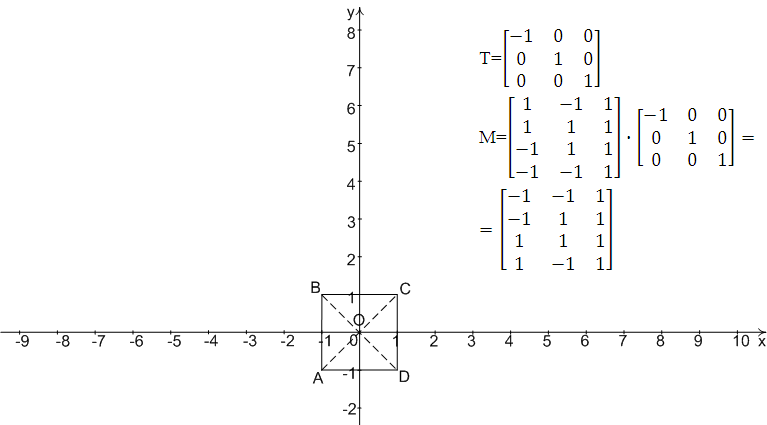 y
8
7
6
5
4
3
2
1
-1
-2
T= [ −1 0 0
0 1 0
0 0 1 ]
M= [ 1 −1 1
1 1 1
−1 1 1
−1 −1 1 ] · [ −1 0 0
0 1 0
0 0 1 ] =
= [ −1 −1 1
−1 1 1
1 1 1
1 −1 1 ]
B C
O
-9 -8 -7 -6 -5 -4 -3 -2 -1 0 1 2 3 4 5 6 7 8 9 10 x
A D